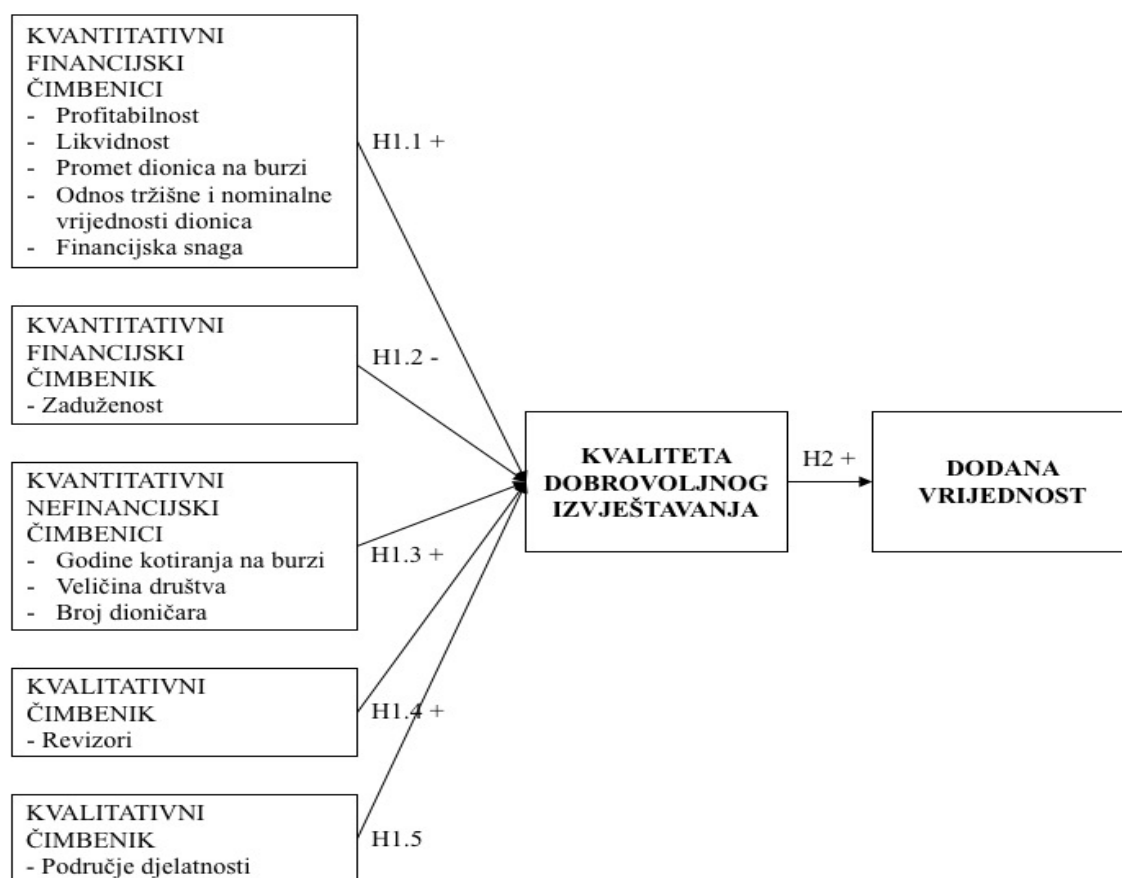 KVANTITATIVNI
FINANCIJSKI
ČIMBENICI
- Profitabilnost
- Likvidnost
- Promet dionica na burzi
- Odnos tržišne i nominalne
vrijednosti dionica
- Financijska snaga
H1.1 +
KVANTITATIVNI
FINANCIJSKI
ČIMBENIK
- Zaduženost
H1.2 -
KVANTITATIVNI
NEFINANCIJSKI
ČIMBENICI
- Godine kotiranja na burzi
- Veličina društva
- Broj dioničara
H1.3 +
KVALITATIVNI
ČIMBENIK
- Revizori
H1.4 +
KVALITATIVNI
ČIMBENIK
- Područje djelatnosti
H1.5
KVALITETA
DOBROVOLJNOG
IZVJEŠTAVANJA
H2 +
DODANA
VRIJEDNOST